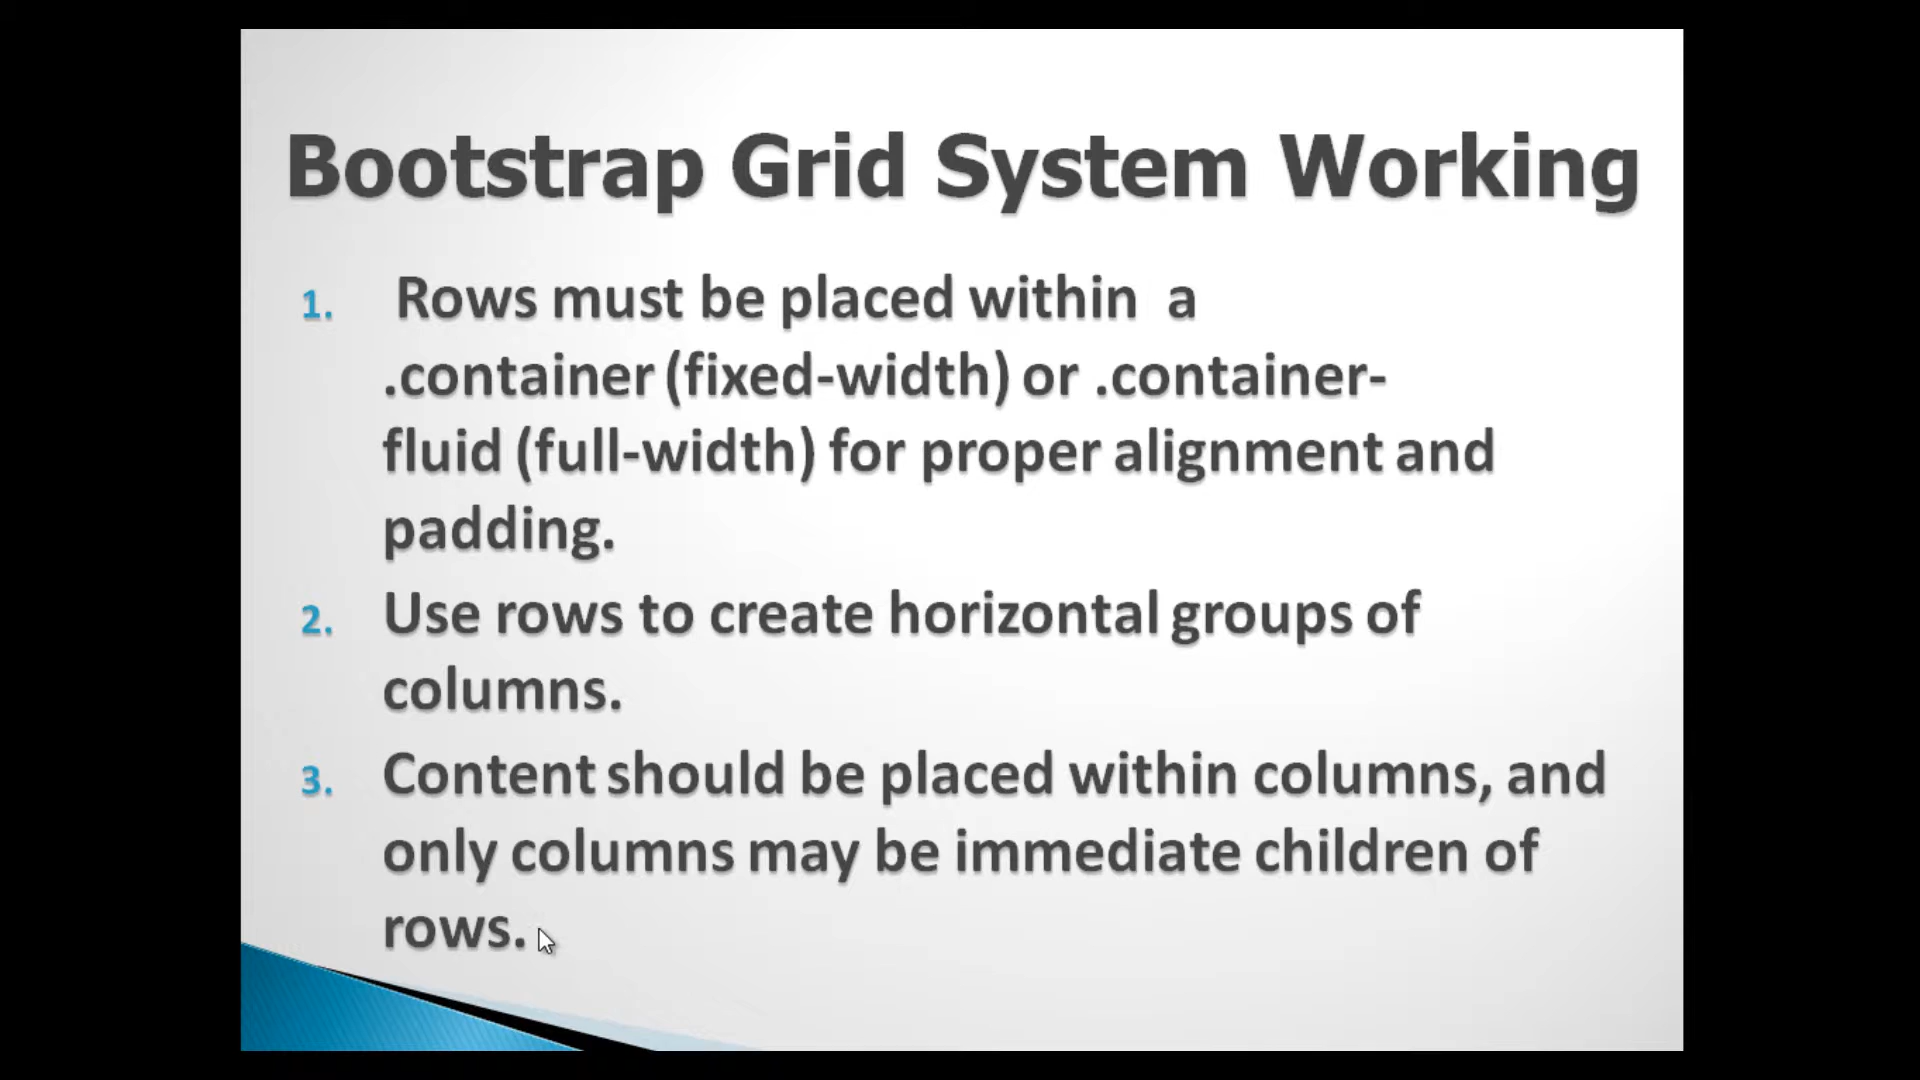 Bootstrap Grid System Working
1. Rows must be placed within a
.container (fixed-width) or .container-
fluid (full-width) for proper alignment and
padding.
2. Use rows to create horizontal groups of
columns.
3. Content should be placed within columns, and
only columns may be immediate children of
rows.